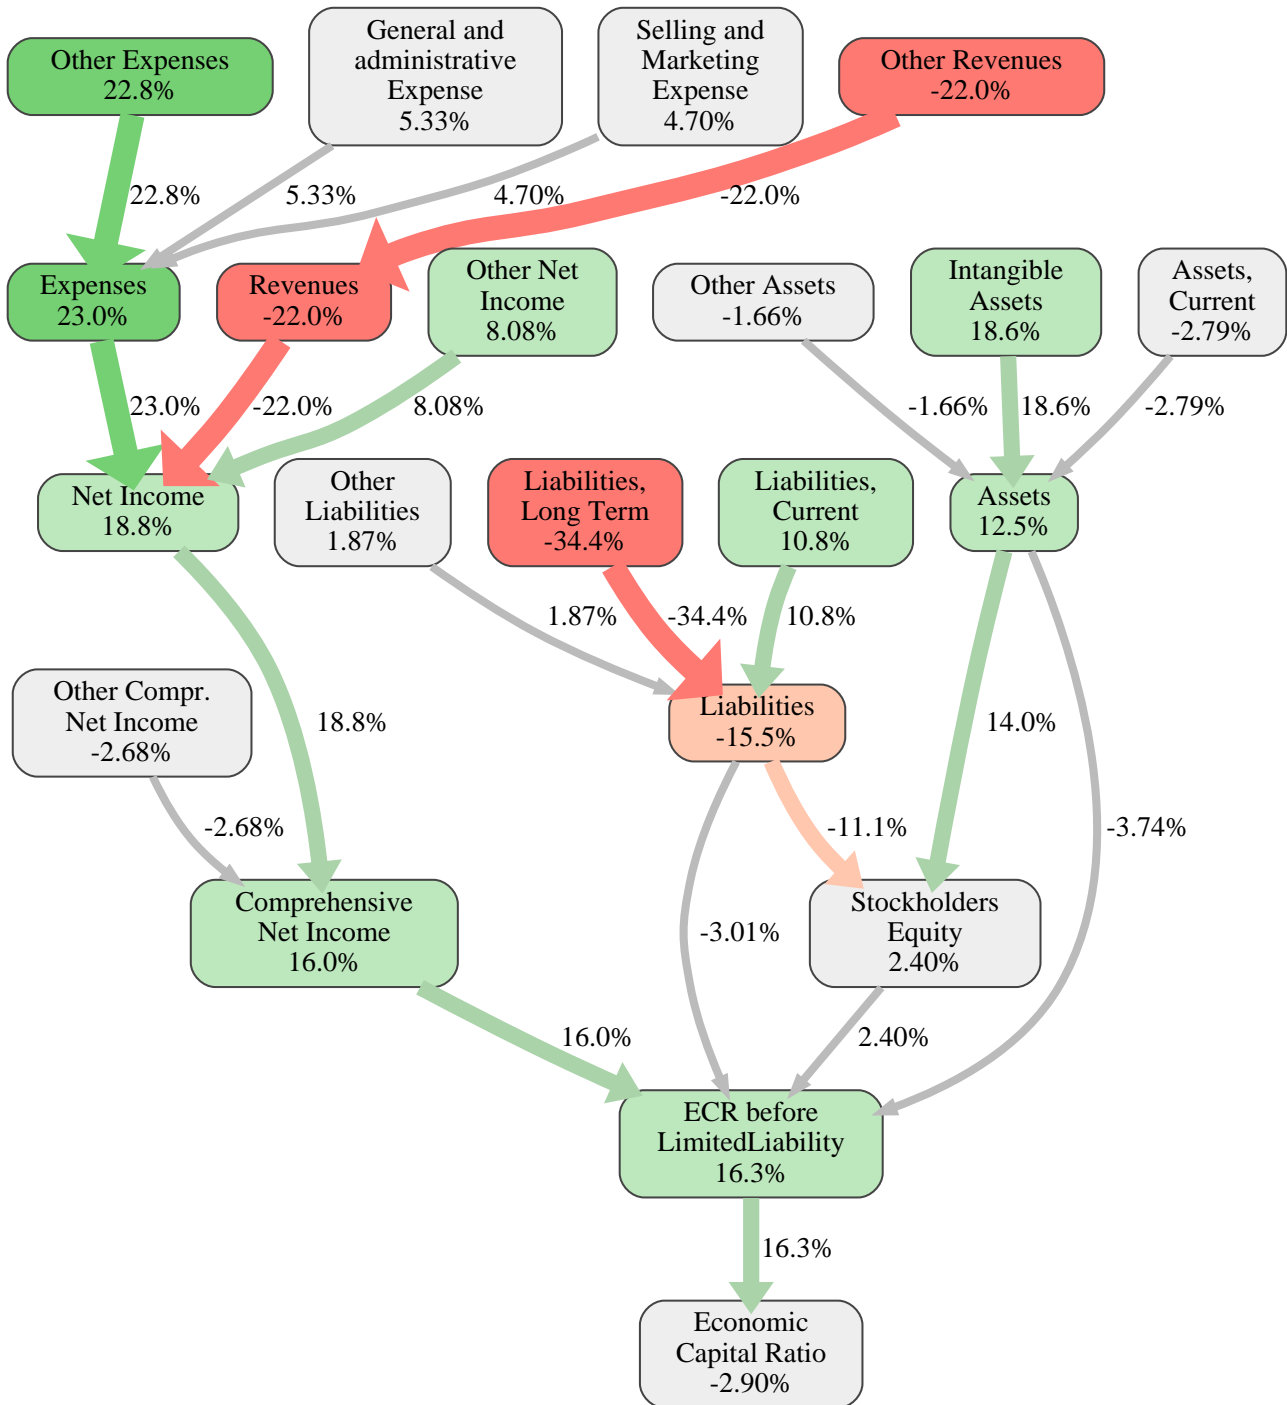 Other Expenses
22.8%
General and
administrative
Expense
5.33%
Selling and
Marketing
Expense
4.70%
Other Revenues
-22.0%
22.8%
5.33%
4.70%
-22.0%
Expenses
23.0%
Revenues
-22.0%
Other Net
Income
8.08%
Other Assets
-1.66%
Intangible
Assets
18.6%
Assets,
Current
-2.79%
23.0%
-22.0%
8.08%
-1.66%
18.6%
-2.79%
Net Income
18.8%
Other
Liabilities
1.87%
Liabilities,
Long Term
-34.4%
Liabilities,
Current
10.8%
Assets
12.5%
1.87%
-34.4%
10.8%
Other Compr.
Net Income
-2.68%
18.8%
Liabilities
-15.5%
14.0%
-2.68%
-11.1%
-3.74%
Comprehensive
Net Income
16.0%
-3.01%
Stockholders
Equity
2.40%
16.0%
2.40%
ECR before
LimitedLiability
16.3%
16.3%
Economic
Capital Ratio
-2.90%